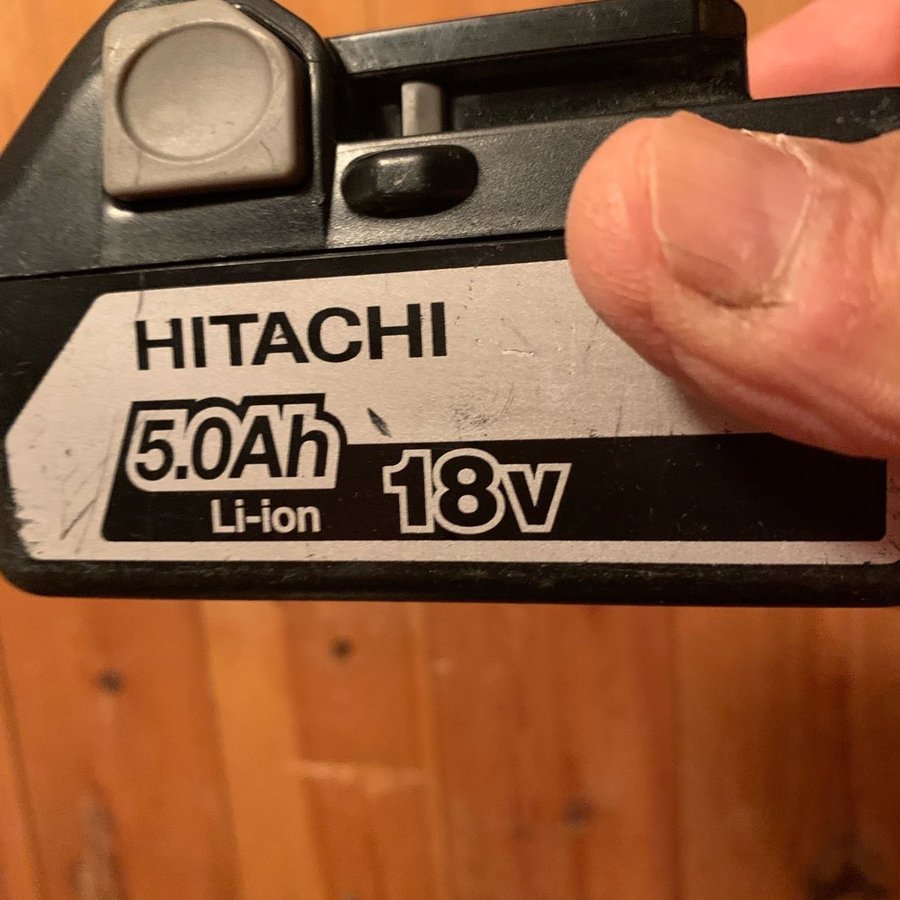 HITACHI
5.0Ah
Li-ion
18v